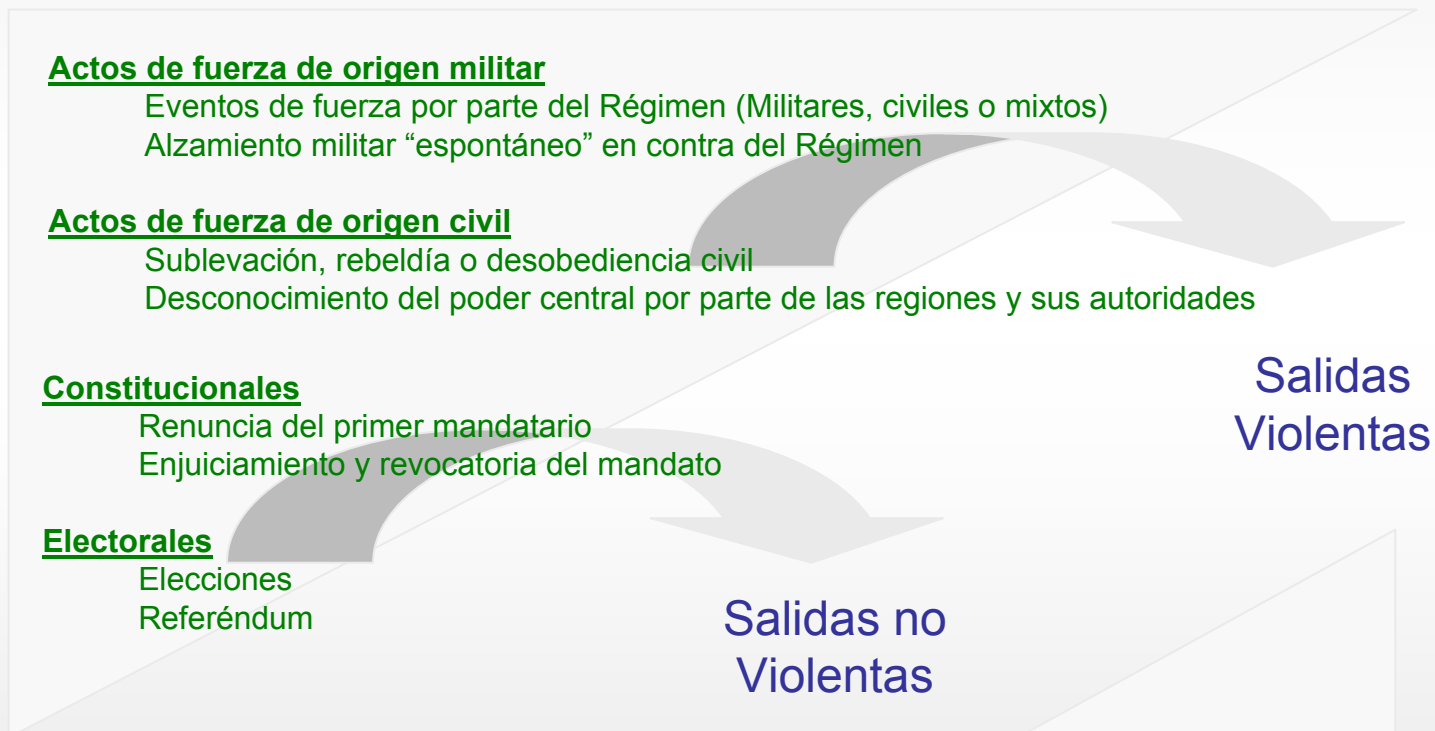 Actos de fuerza de origen militar
Eventos de fuerza por parte del Régimen (Militares, civiles o mixtos)
Alzamiento militar “espontáneo” en contra del Régimen
Actos de fuerza de origen civil
Sublevación, rebeldía o desobediencia civil
Desconocimiento del poder central por parte de las regiones y sus autoridades
Salidas
Violentas
Constitucionales
Renuncia del primer mandatario
Enjuiciamiento y revocatoria del mandato
Electorales
Elecciones
Referéndum
Salidas no
Violentas